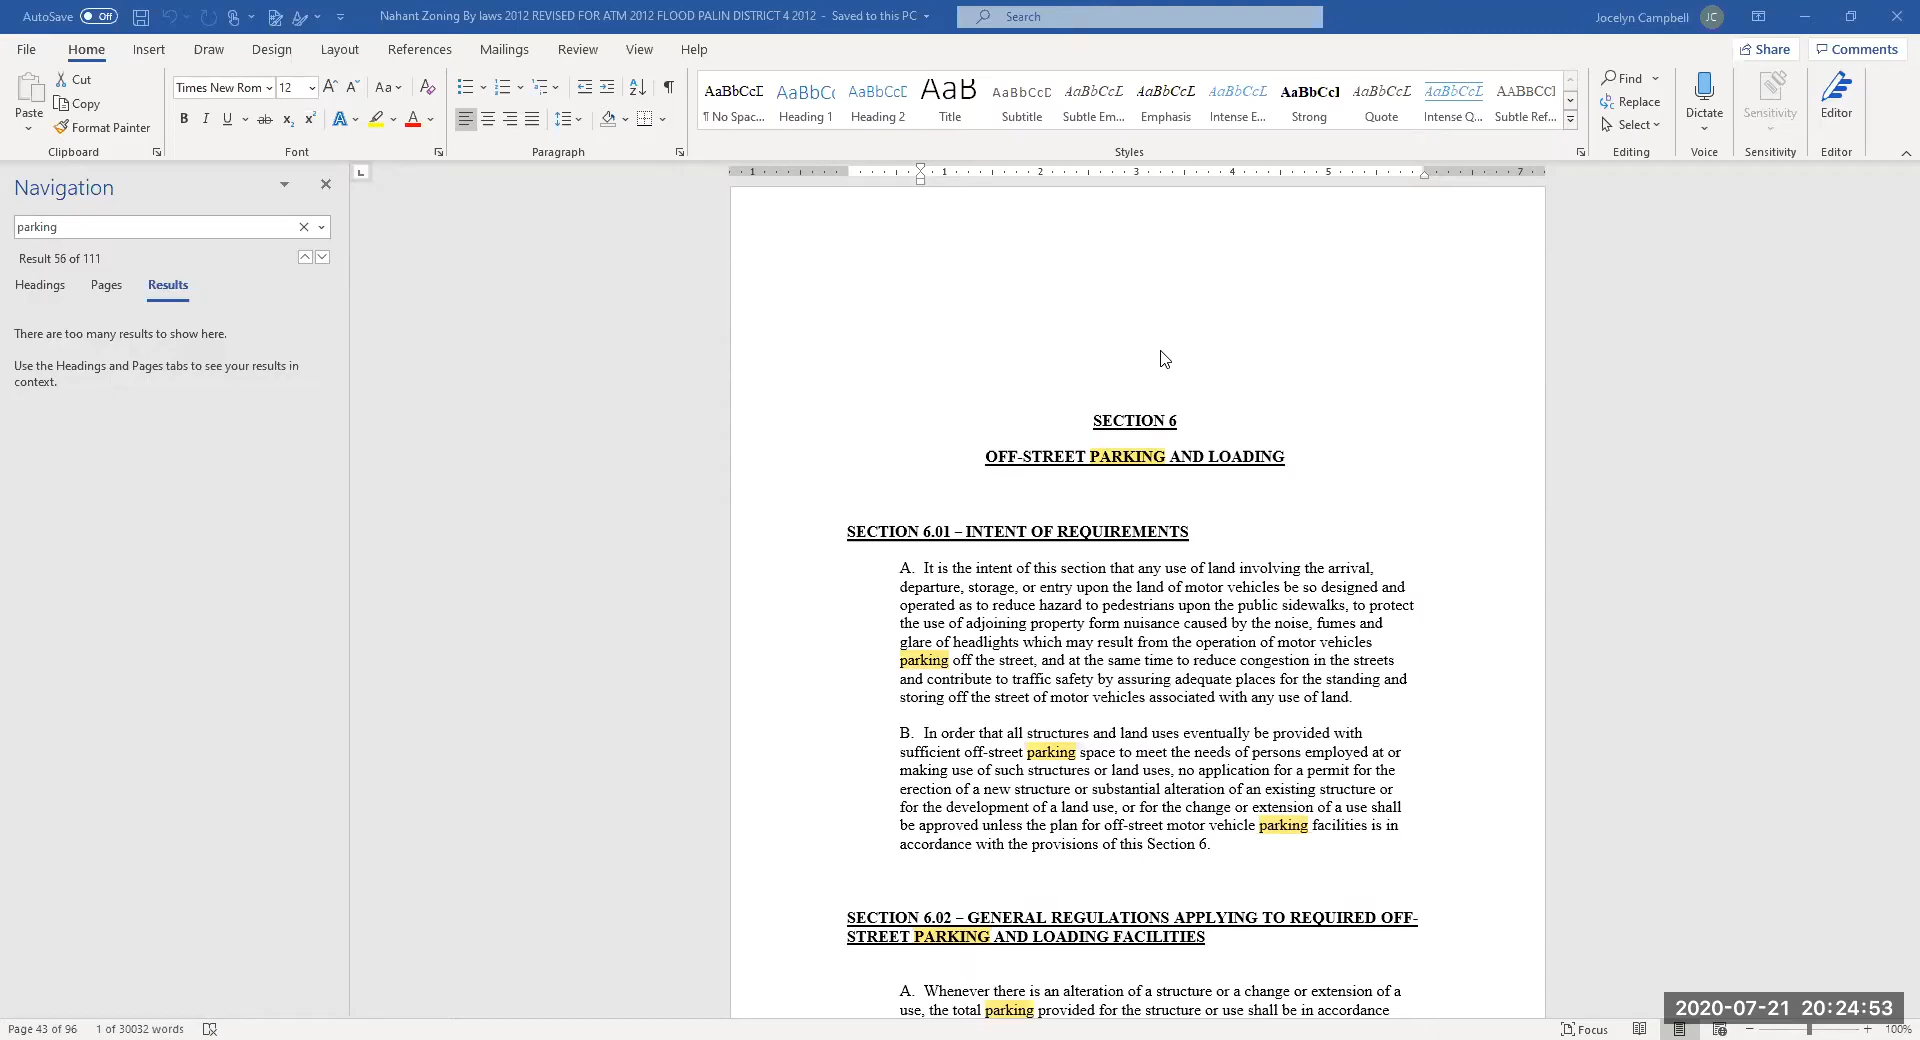 AutoSave Off Nahant Zoning By laws 2012 REVISED FOR ATM 2012 FLOOD PALIN DISTRICT 4 2012 - Saved to this PC Search Jocelyn Campbell JC
File Home Insert Draw Design Layout References Mailings Review View Help Share Comments
Paste
Cut
Copy
Format Painter
Clipboard
Times New Rom 12 Aa
B I U ab x2 x2 A A
Font
Paragraph
AaBbCcI AaBbCc AaBbCcD AaB AaBbCcD AaBbCcL AaBbCcL AaBbCcL AaBbCcl AaBbCcL AaBbCcL AABBCCI
¶ No Spac... Heading 1 Heading 2 Title Subtitle Subtle Em... Emphasis Intense E... Strong Quote Intense Q... Subtle Ref...
Styles
Find
Replace
Select
Editing
Dictate
Voice
Sensitivity
Sensitivity
Editor
Editor
Navigation
parking
Result 56 of 111
Headings Pages Results
There are too many results to show here.
Use the Headings and Pages tabs to see your results in
context.
1 1 2 3 4 5 7
SECTION 6
OFF-STREET PARKING AND LOADING
SECTION 6.01 – INTENT OF REQUIREMENTS
A. It is the intent of this section that any use of land involving the arrival,
departure, storage, or entry upon the land of motor vehicles be so designed and
operated as to reduce hazard to pedestrians upon the public sidewalks, to protect
the use of adjoining property form nuisance caused by the noise, fumes and
glare of headlights which may result from the operation of motor vehicles
parking off the street, and at the same time to reduce congestion in the streets
and contribute to traffic safety by assuring adequate places for the standing and
storing off the street of motor vehicles associated with any use of land.
B. In order that all structures and land uses eventually be provided with
sufficient off-street parking space to meet the needs of persons employed at or
making use of such structures or land uses, no application for a permit for the
erection of a new structure or substantial alteration of an existing structure or
for the development of a land use, or for the change or extension of a use shall
be approved unless the plan for off-street motor vehicle parking facilities is in
accordance with the provisions of this Section 6.
SECTION 6.02 – GENERAL REGULATIONS APPLYING TO REQUIRED OFF-
STREET PARKING AND LOADING FACILITIES
A. Whenever there is an alteration of a structure or a change or extension of a
use, the total parking provided for the structure or use shall be in accordance
2020-07-21 20:24:53
Page 43 of 96 1 of 30032 words Focus 100%